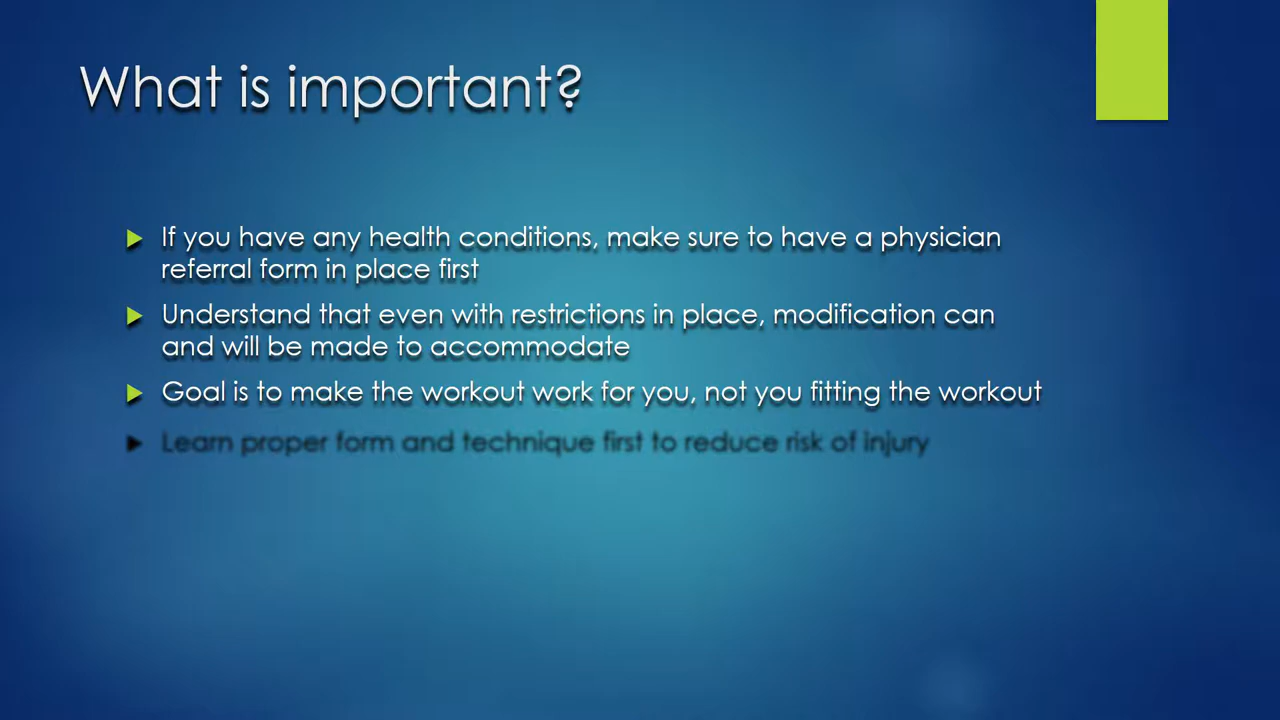 What is important?
If you have any health conditions, make sure to have a physician
referral form in place first
Understand that even with restrictions in place, modification can
and will be made to accommodate
Goal is to make the workout work for you, not you fitting the workout
Learn proper form and technique first to reduce risk of injury